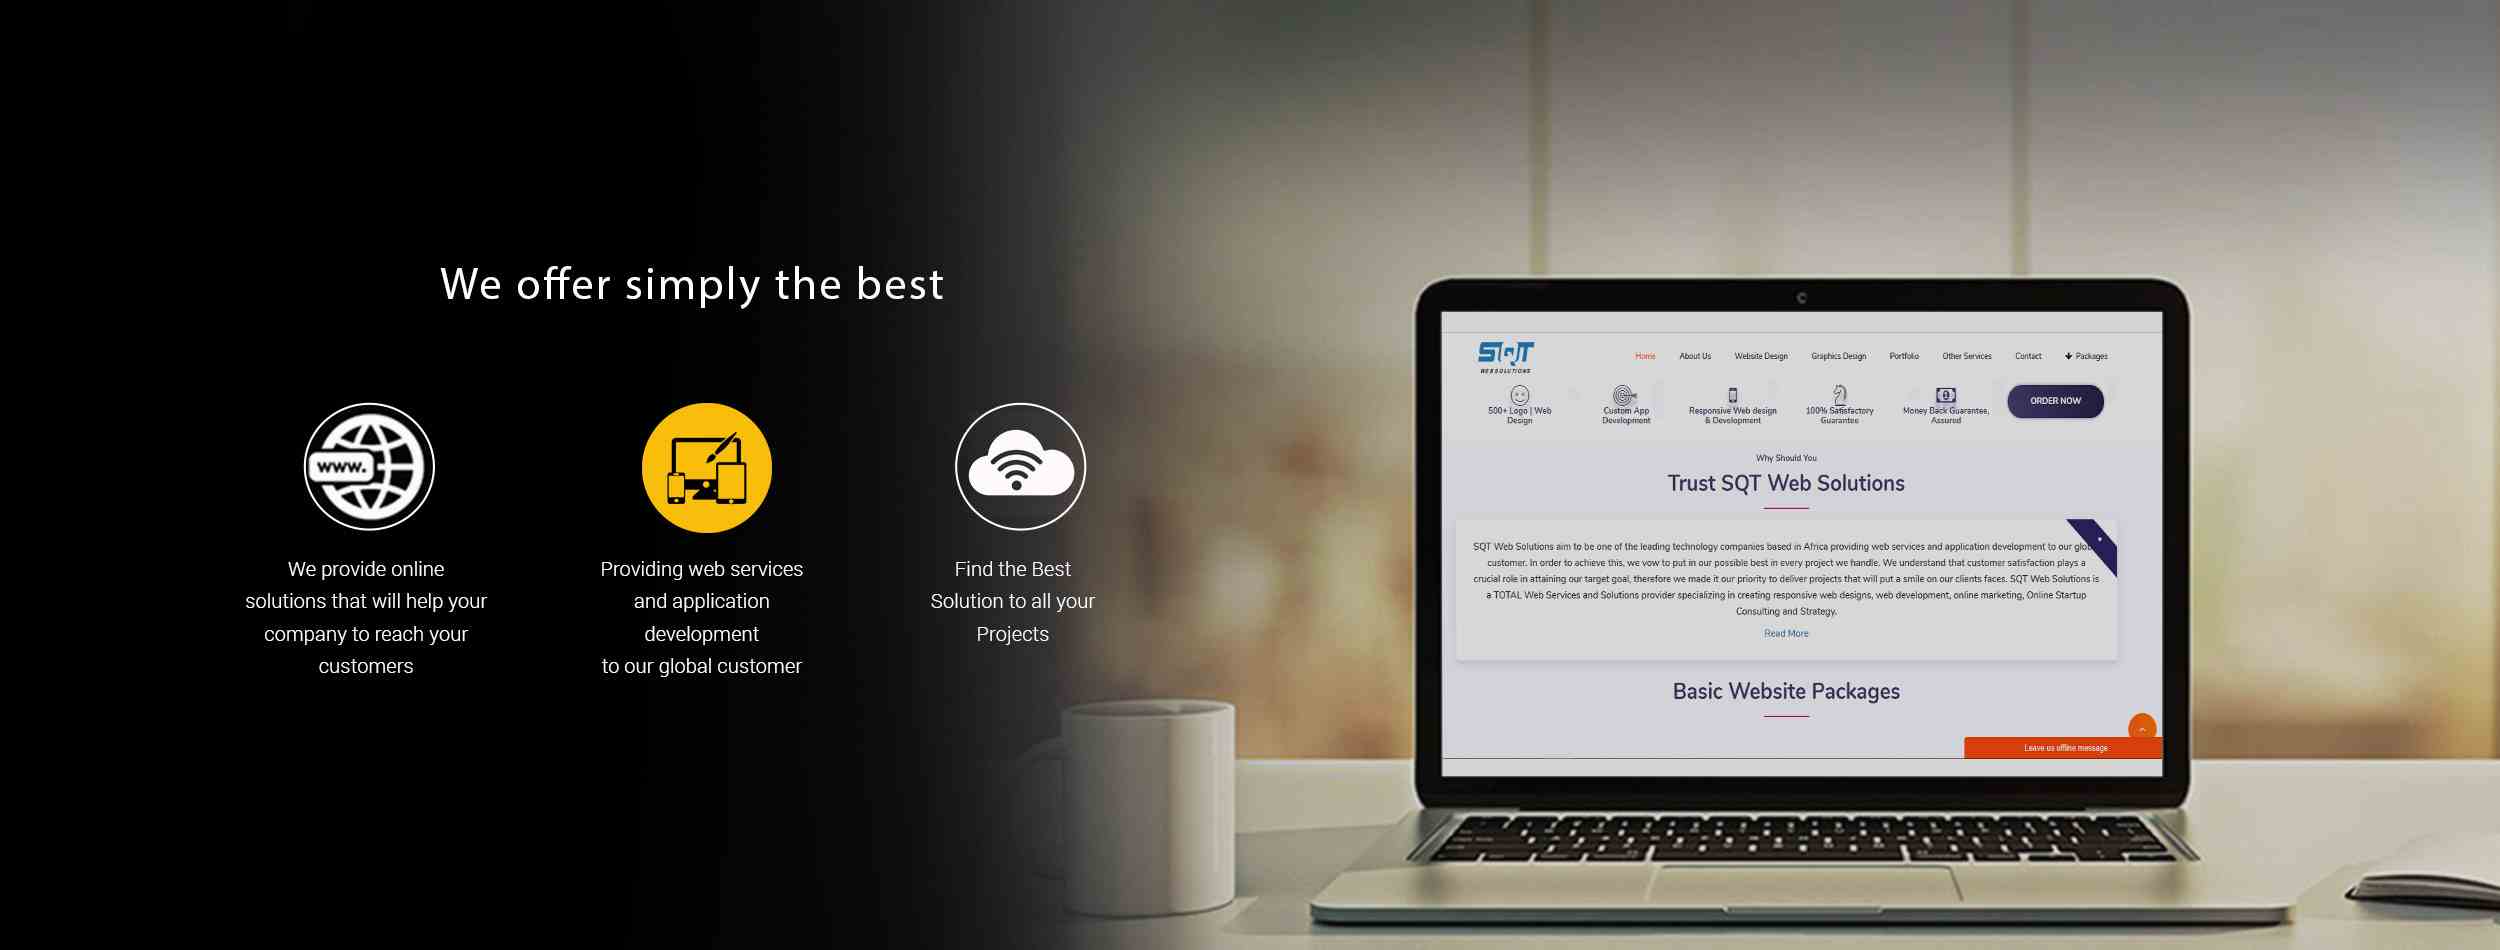 We offer simply the best
www.
We provide online
solutions that will help your
company to reach your
customers
Providing web services
and application
development
to our global customer
Find the Best
Solution to all your
Projects
SQT
WEBSOLUTIONS
Home About Us Website Design Graphics Design Portfolio Other Services Contact Packages
500+ Logo | Web
Design
Custom App
Development
Responsive Web design
& Development
100% Satisfactory
Guarantee
Money Back Guarantee,
Assured
ORDER NOW
Why Should You
Trust SQT Web Solutions
SQT Web Solutions aim to be one of the leading technology companies based in Africa providing web services and application development to our glob
customer. In order to achieve this, we vow to put in our possible best in every project we handle. We understand that customer satisfaction plays a
crucial role in attaining our target goal, therefore we made it our priority to deliver projects that will put a smile on our clients faces. SQT Web Solutions is
a TOTAL Web Services and Solutions provider specializing in creating responsive web designs, web development, online marketing, Online Startup
Consulting and Strategy.
Read More
Basic Website Packages
Leave us offline message